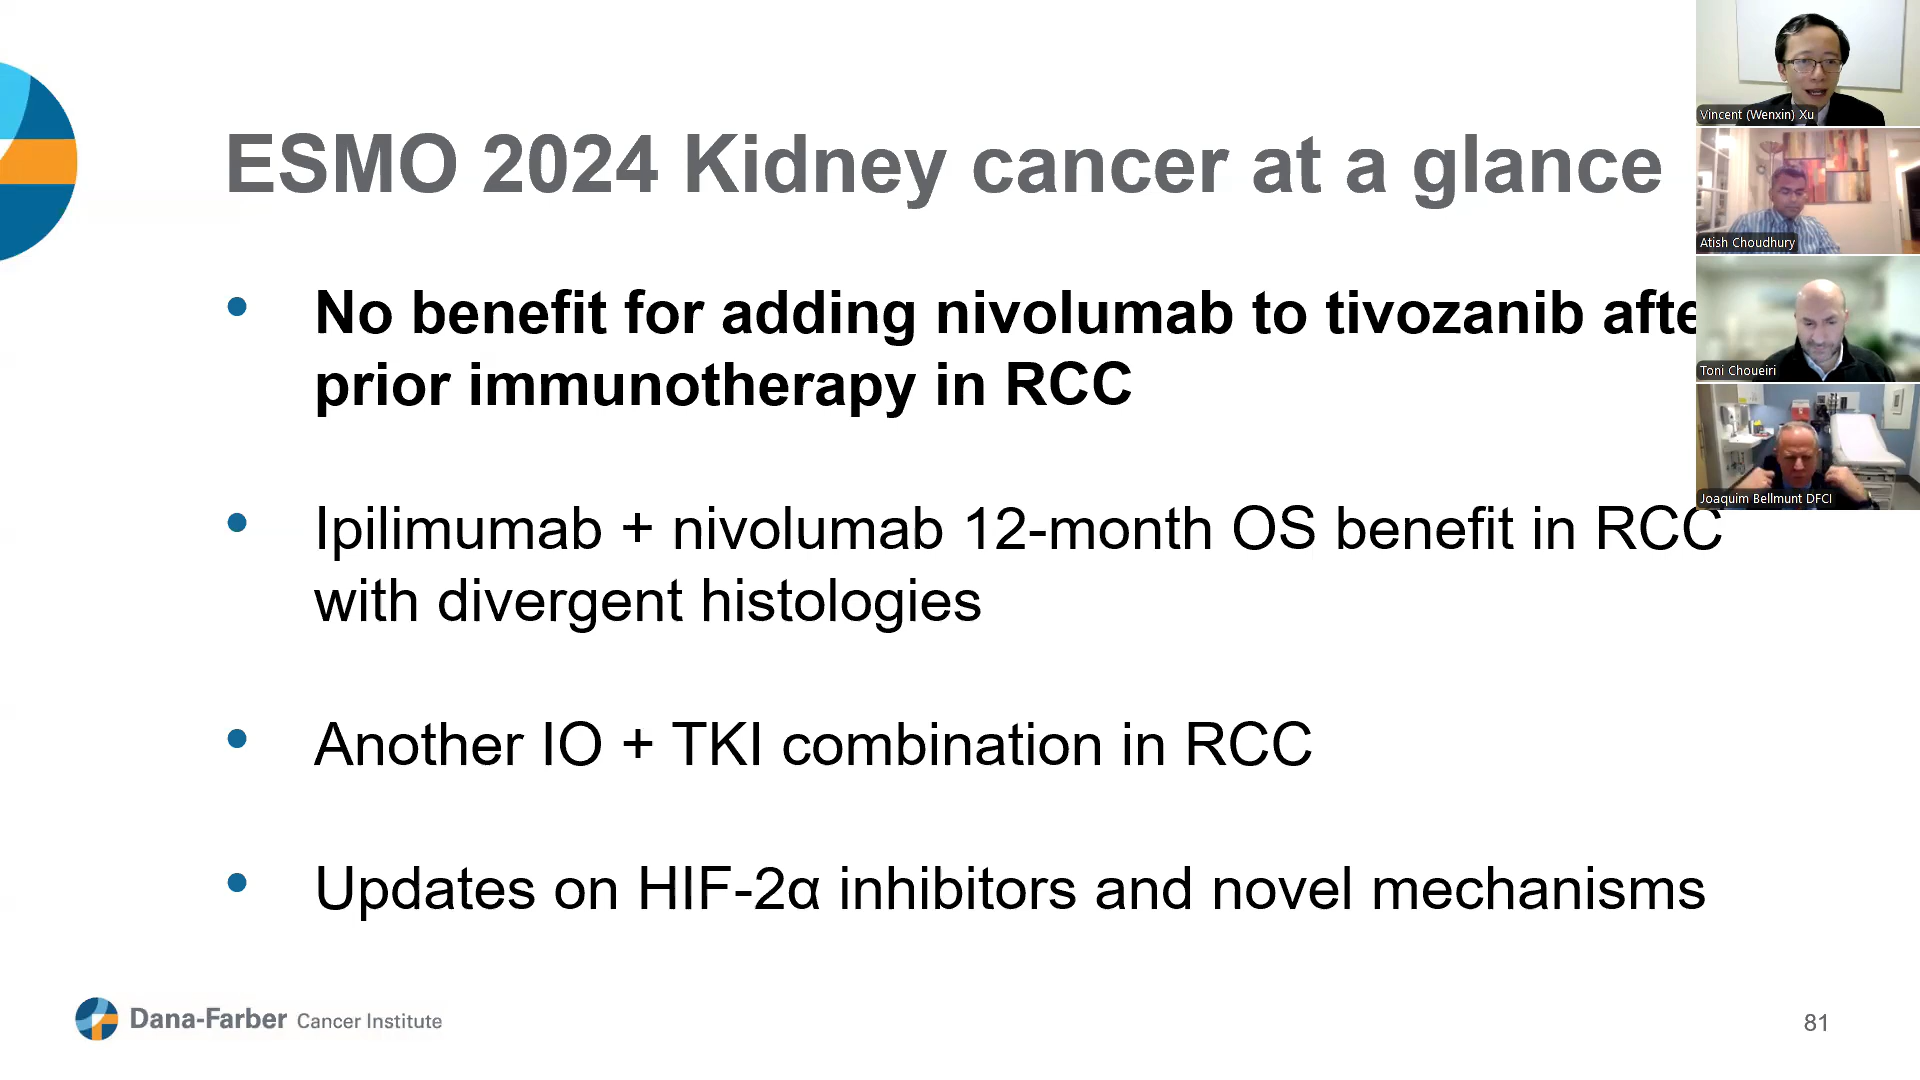 ESMO 2024 Kidney cancer at a glance
• No benefit for adding nivolumab to tivozanib afte
prior immunotherapy in RCC
• Ipilimumab + nivolumab 12-month OS benefit in RCC
with divergent histologies
• Another IO + TKI combination in RCC
• Updates on HIF-2α inhibitors and novel mechanisms
Dana-Farber Cancer Institute
81
Vincent (Wenxin) Xu
Atish Choudhury
Toni Choueiri
Joaquim Bellmunt DFCI